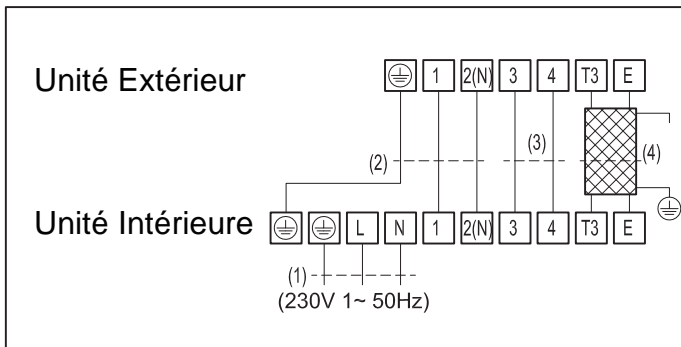 Unité Extérieur
1 2(N) 3 4 T3 E
(2) (3) (4)
Unité Intérieure
L N 1 2(N) 3 4 T3 E
(1)
(230V 1~ 50Hz)